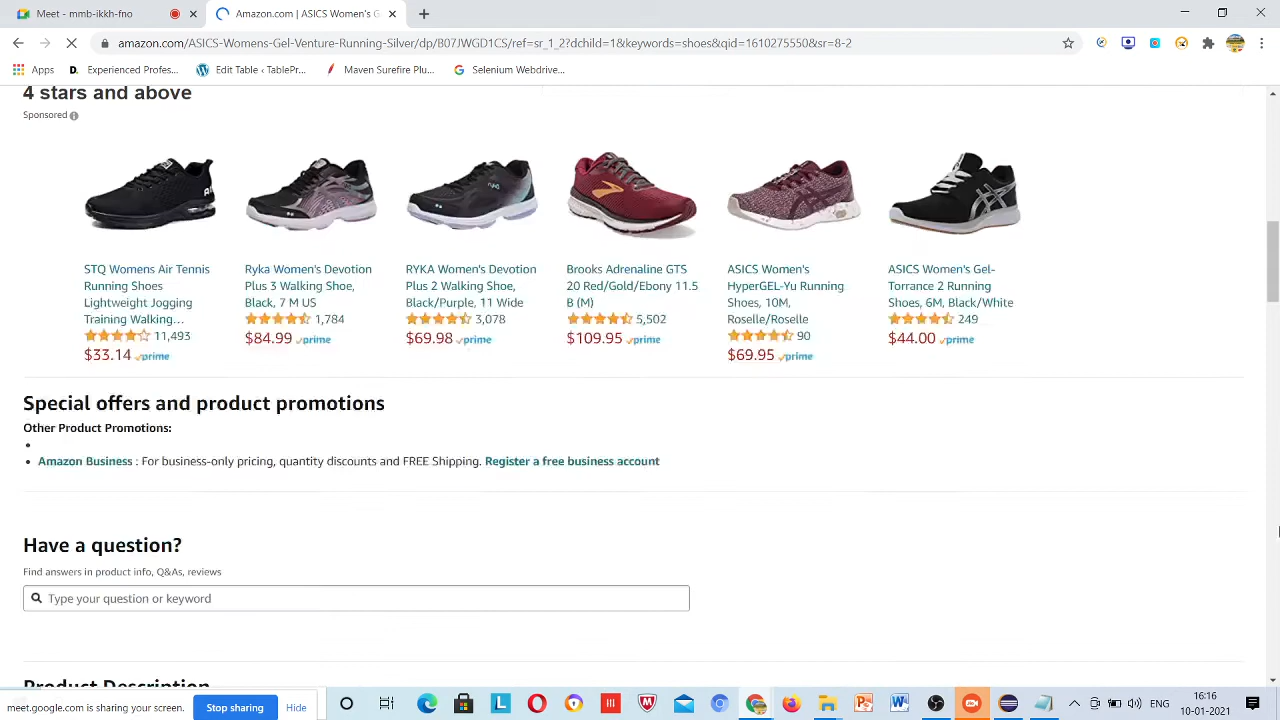 Meet - mmb-ikkh-fno
Amazon.com | ASICS Women's G
amazon.com/ASICS-Womens-Gel-Venture-Running-Silver/dp/B07JWGD1CS/ref=sr_1_2?dchild=1&keywords=shoes&qid=1610275550&sr=8-2
Apps
Experienced Profes...
Edit Table ‹ TablePr...
Maven Surefire Plu...
Selenium Webdrive...
4 stars and above
Sponsored
STQ Womens Air Tennis
Running Shoes
Lightweight Jogging
Training Walking...
11,493
$33.14 prime
Ryka Women's Devotion
Plus 3 Walking Shoe,
Black, 7 M US
1,784
$84.99 prime
RYKA Women's Devotion
Plus 2 Walking Shoe,
Black/Purple, 11 Wide
3,078
$69.98 prime
Brooks Adrenaline GTS
20 Red/Gold/Ebony 11.5
B (M)
5,502
$109.95 prime
ASICS Women's
HyperGEL-Yu Running
Shoes, 10M,
Roselle/Roselle
90
$69.95 prime
ASICS Women's Gel-
Torrance 2 Running
Shoes, 6M, Black/White
249
$44.00 prime
Special offers and product promotions
Other Product Promotions:
Amazon Business : For business-only pricing, quantity discounts and FREE Shipping. Register a free business account
Have a question?
Find answers in product info, Q&As, reviews
Type your question or keyword
Product Description
meet.google.com is sharing your screen.
Stop sharing
Hide
ENG
16:16
10-01-2021